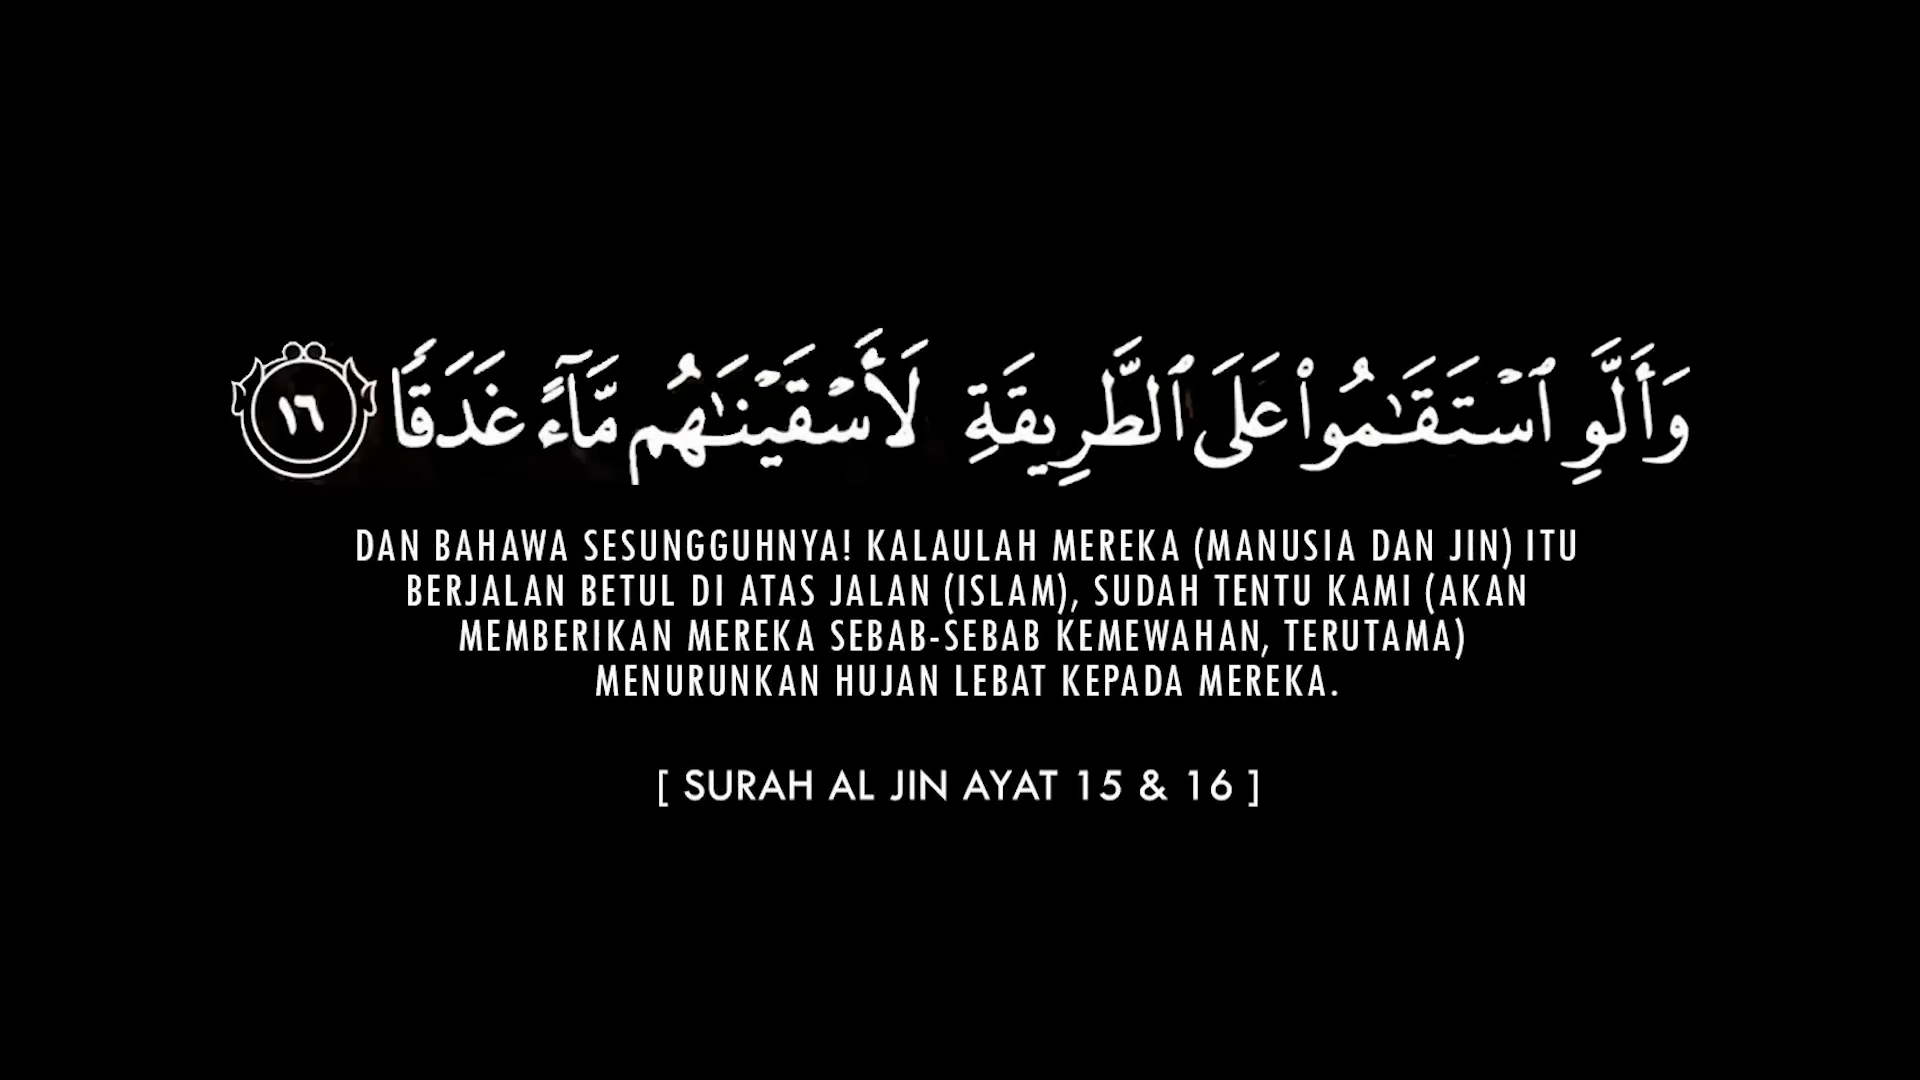 وَأَلَّوِ ٱسْتَقَـٰمُوا۟ عَلَى ٱلطَّرِيقَةِ لَأَسْقَيْنَـٰهُم مَّآءً غَدَقًا ١٦
DAN BAHAWA SESUNGGUHNYA! KALAULAH MEREKA (MANUSIA DAN JIN) ITU
BERJALAN BETUL DI ATAS JALAN (ISLAM), SUDAH TENTU KAMI (AKAN
MEMBERIKAN MEREKA SEBAB-SEBAB KEMEWAHAN, TERUTAMA)
MENURUNKAN HUJAN LEBAT KEPADA MEREKA.
[ SURAH AL JIN AYAT 15 & 16 ]